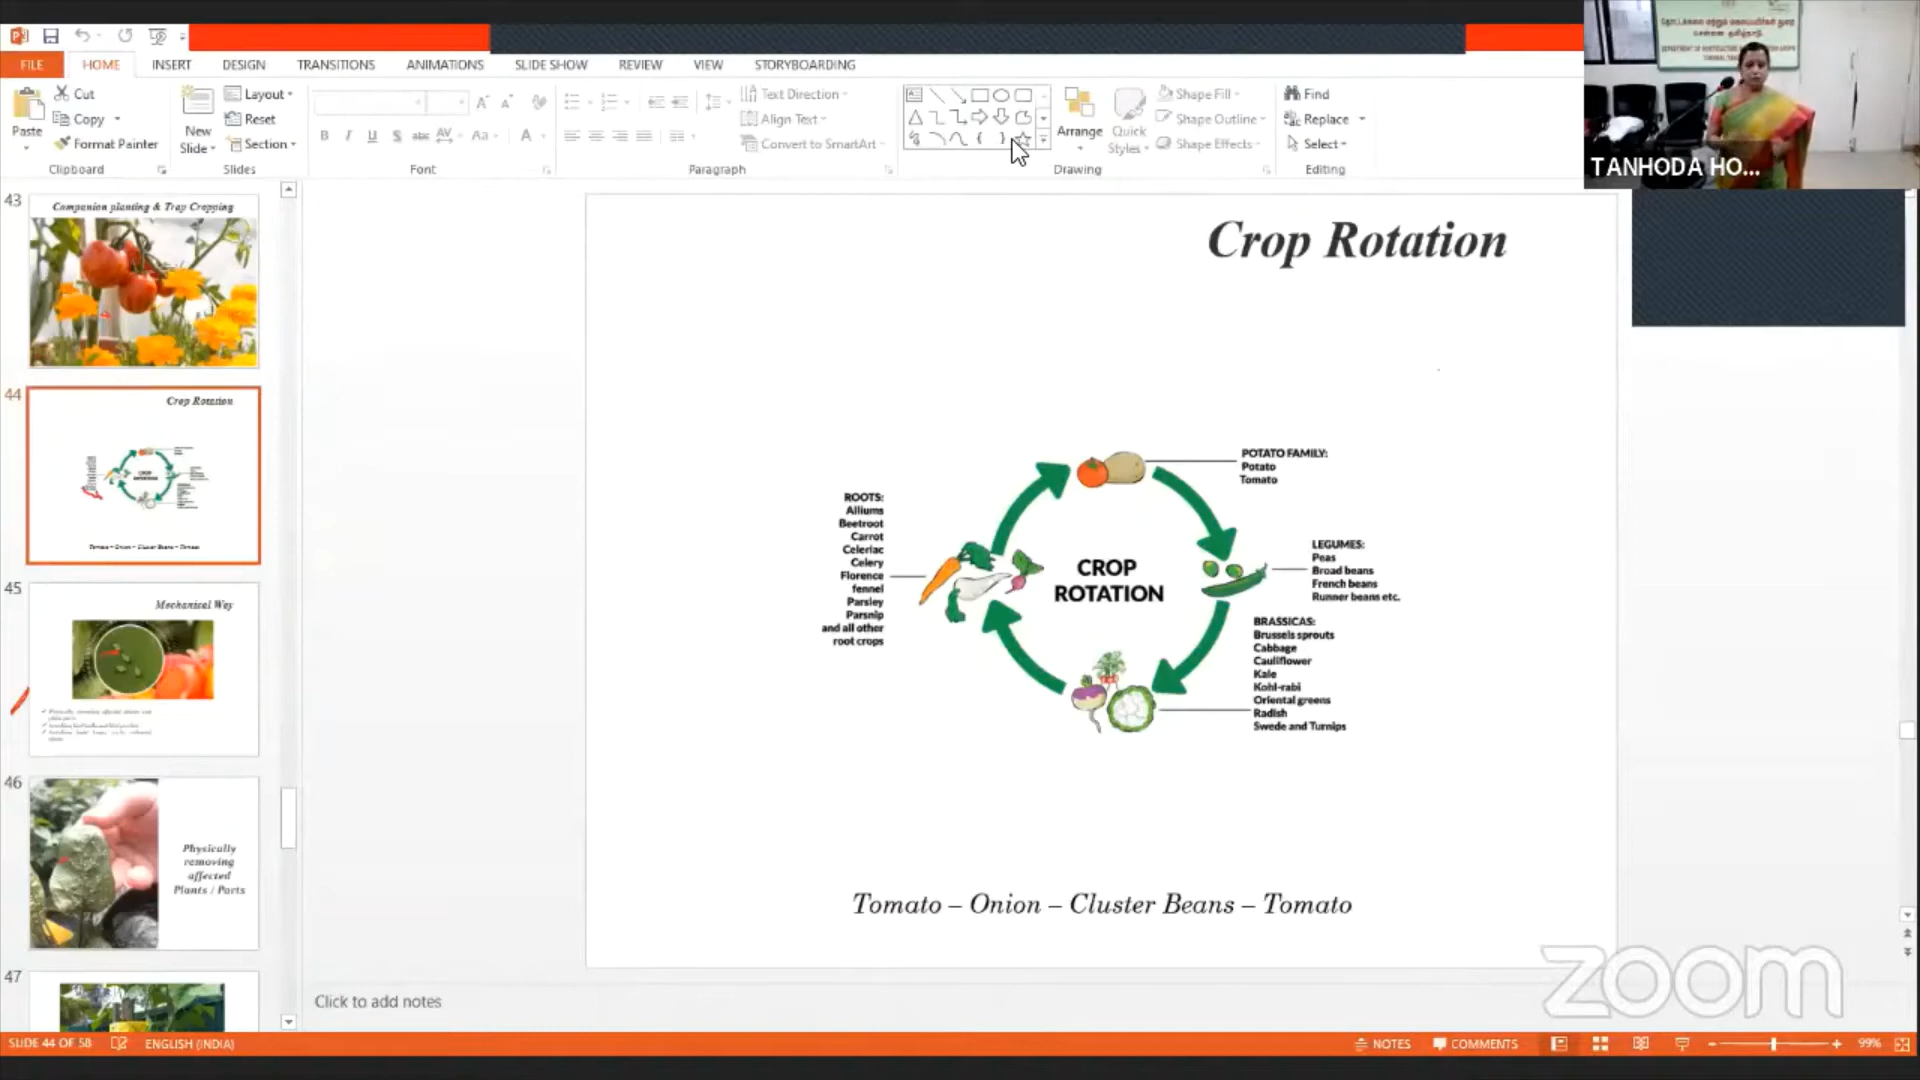 FILE
HOME
INSERT
DESIGN
TRANSITIONS
ANIMATIONS
SLIDE SHOW
REVIEW
VIEW
STORYBOARDING
Paste
Cut
Copy
Format Painter
Clipboard
New
Slide
Layout
Reset
Section
Slides
Font
Text Direction
Align Text
Convert to SmartArt
Paragraph
Arrange
Quick
Styles
Shape Fill
Shape Outline
Shape Effects
Drawing
Find
Replace
Select
Editing
TANHODA HO...
43
Companion planting & Trap Cropping
44
Crop Rotation
Tomato – Onion – Cluster Beans – Tomato
45
Mechanical Way
46
Physically
removing
affected
Plants / Parts
47
Crop Rotation
CROP
ROTATION
POTATO FAMILY:
Potato
Tomato
LEGUMES:
Peas
Broad beans
French beans
Runner beans etc.
BRASSICAS:
Brussels sprouts
Cabbage
Cauliflower
Kale
Kohl-rabi
Oriental greens
Radish
Swede and Turnips
ROOTS:
Alliums
Beetroot
Carrot
Celeriac
Celery
Florence
fennel
Parsley
Parsnip
and all other
root crops
Tomato – Onion – Cluster Beans – Tomato
Click to add notes
zoom
SLIDE 44 OF 58
ENGLISH (INDIA)
NOTES
COMMENTS
99%